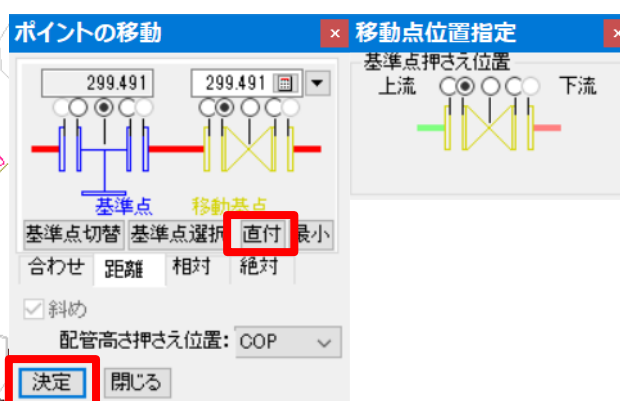 ポイントの移動
×
299.491
299.491
基準点
移動基点
基準点切替
基準点選択
直付
最小
合わせ
距離
相対
絶対
斜め
配管高さ押さえ位置: COP
決定
閉じる
移動点位置指定
×
基準点押さえ位置
上流
下流